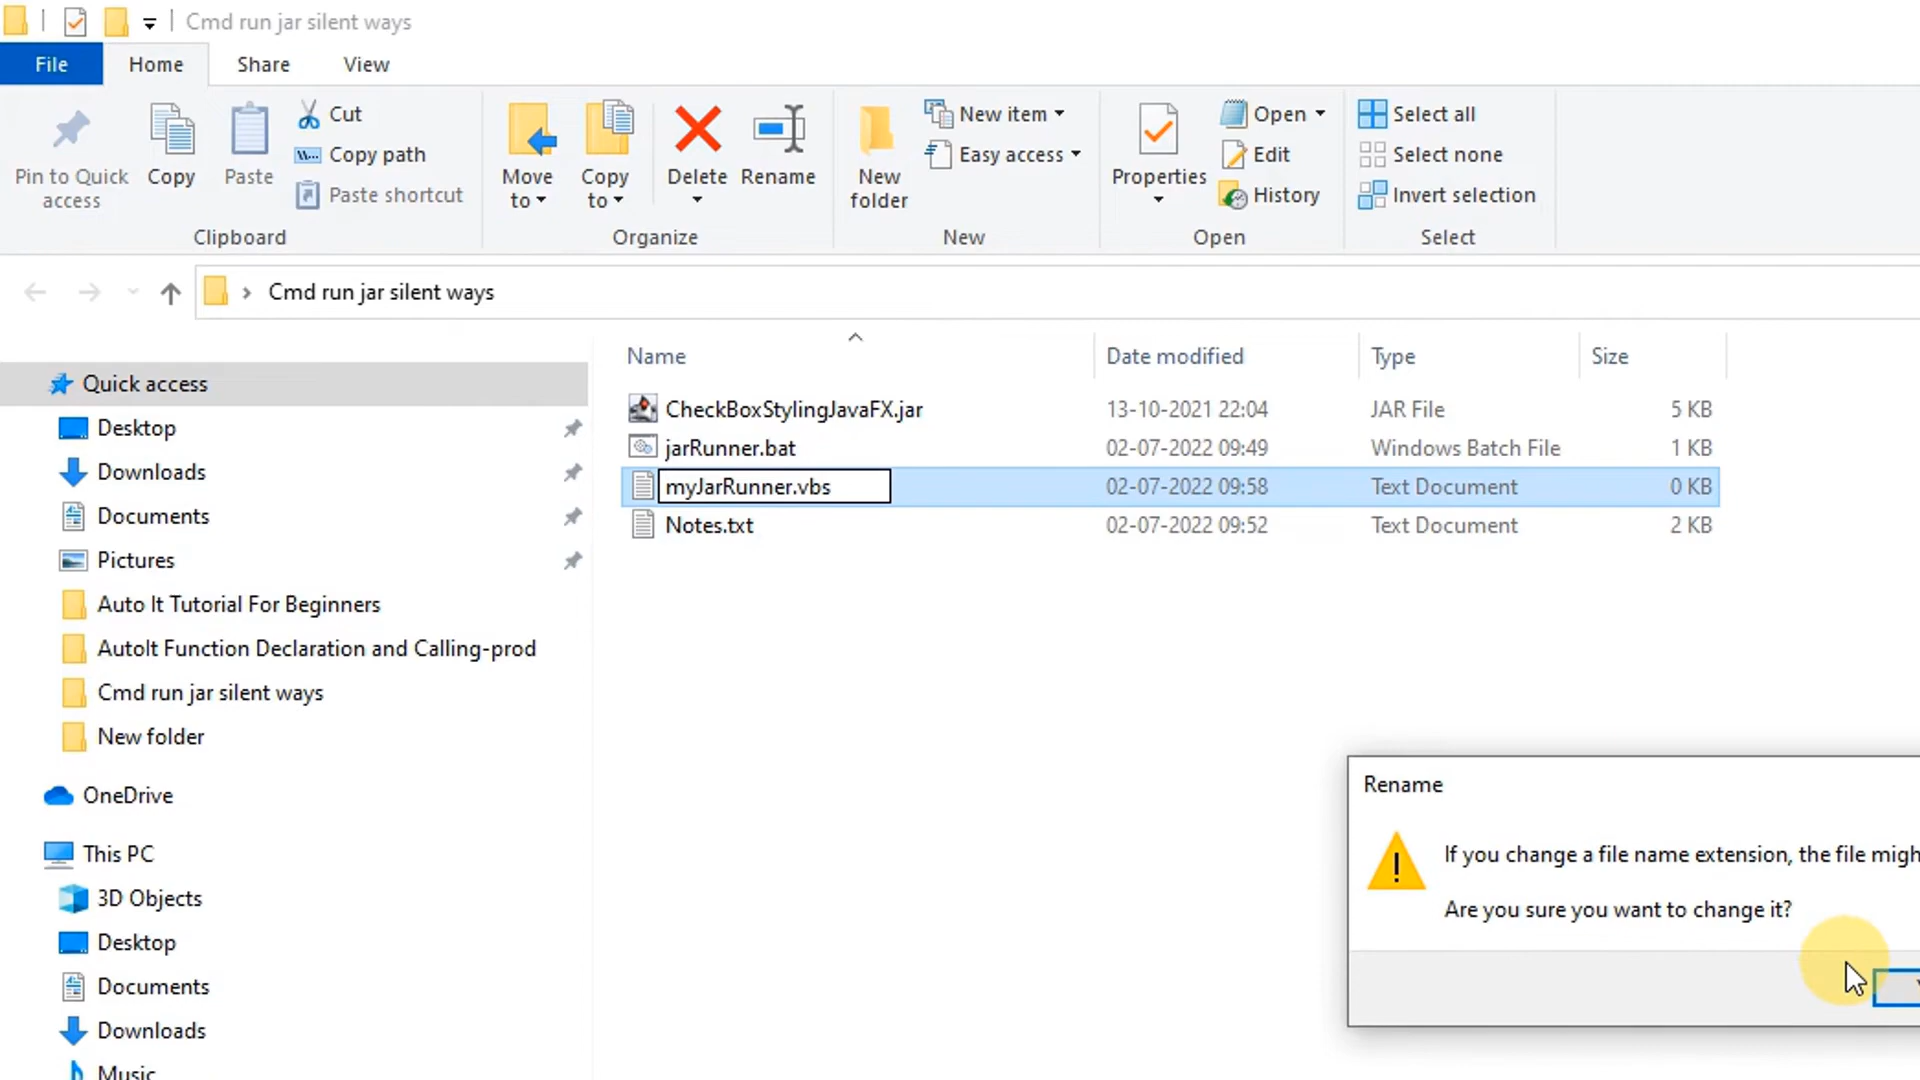 Cmd run jar silent ways
File Home Share View
Pin to Quick access
Copy
Paste
Cut
Copy path
Paste shortcut
Clipboard
Move to
Copy to
Delete
Rename
Organize
New folder
New item
Easy access
New
Properties
Open
Edit
History
Open
Select all
Select none
Invert selection
Select
Cmd run jar silent ways
Quick access
Desktop
Downloads
Documents
Pictures
Auto It Tutorial For Beginners
AutoIt Function Declaration and Calling-prod
Cmd run jar silent ways
New folder
OneDrive
This PC
3D Objects
Desktop
Documents
Downloads
Music
Name Date modified Type Size
CheckBoxStylingJavaFX.jar 13-10-2021 22:04 JAR File 5 KB
jarRunner.bat 02-07-2022 09:49 Windows Batch File 1 KB
myJarRunner.vbs 02-07-2022 09:58 Text Document 0 KB
Notes.txt 02-07-2022 09:52 Text Document 2 KB
Rename
If you change a file name extension, the file
Are you sure you want to change it?